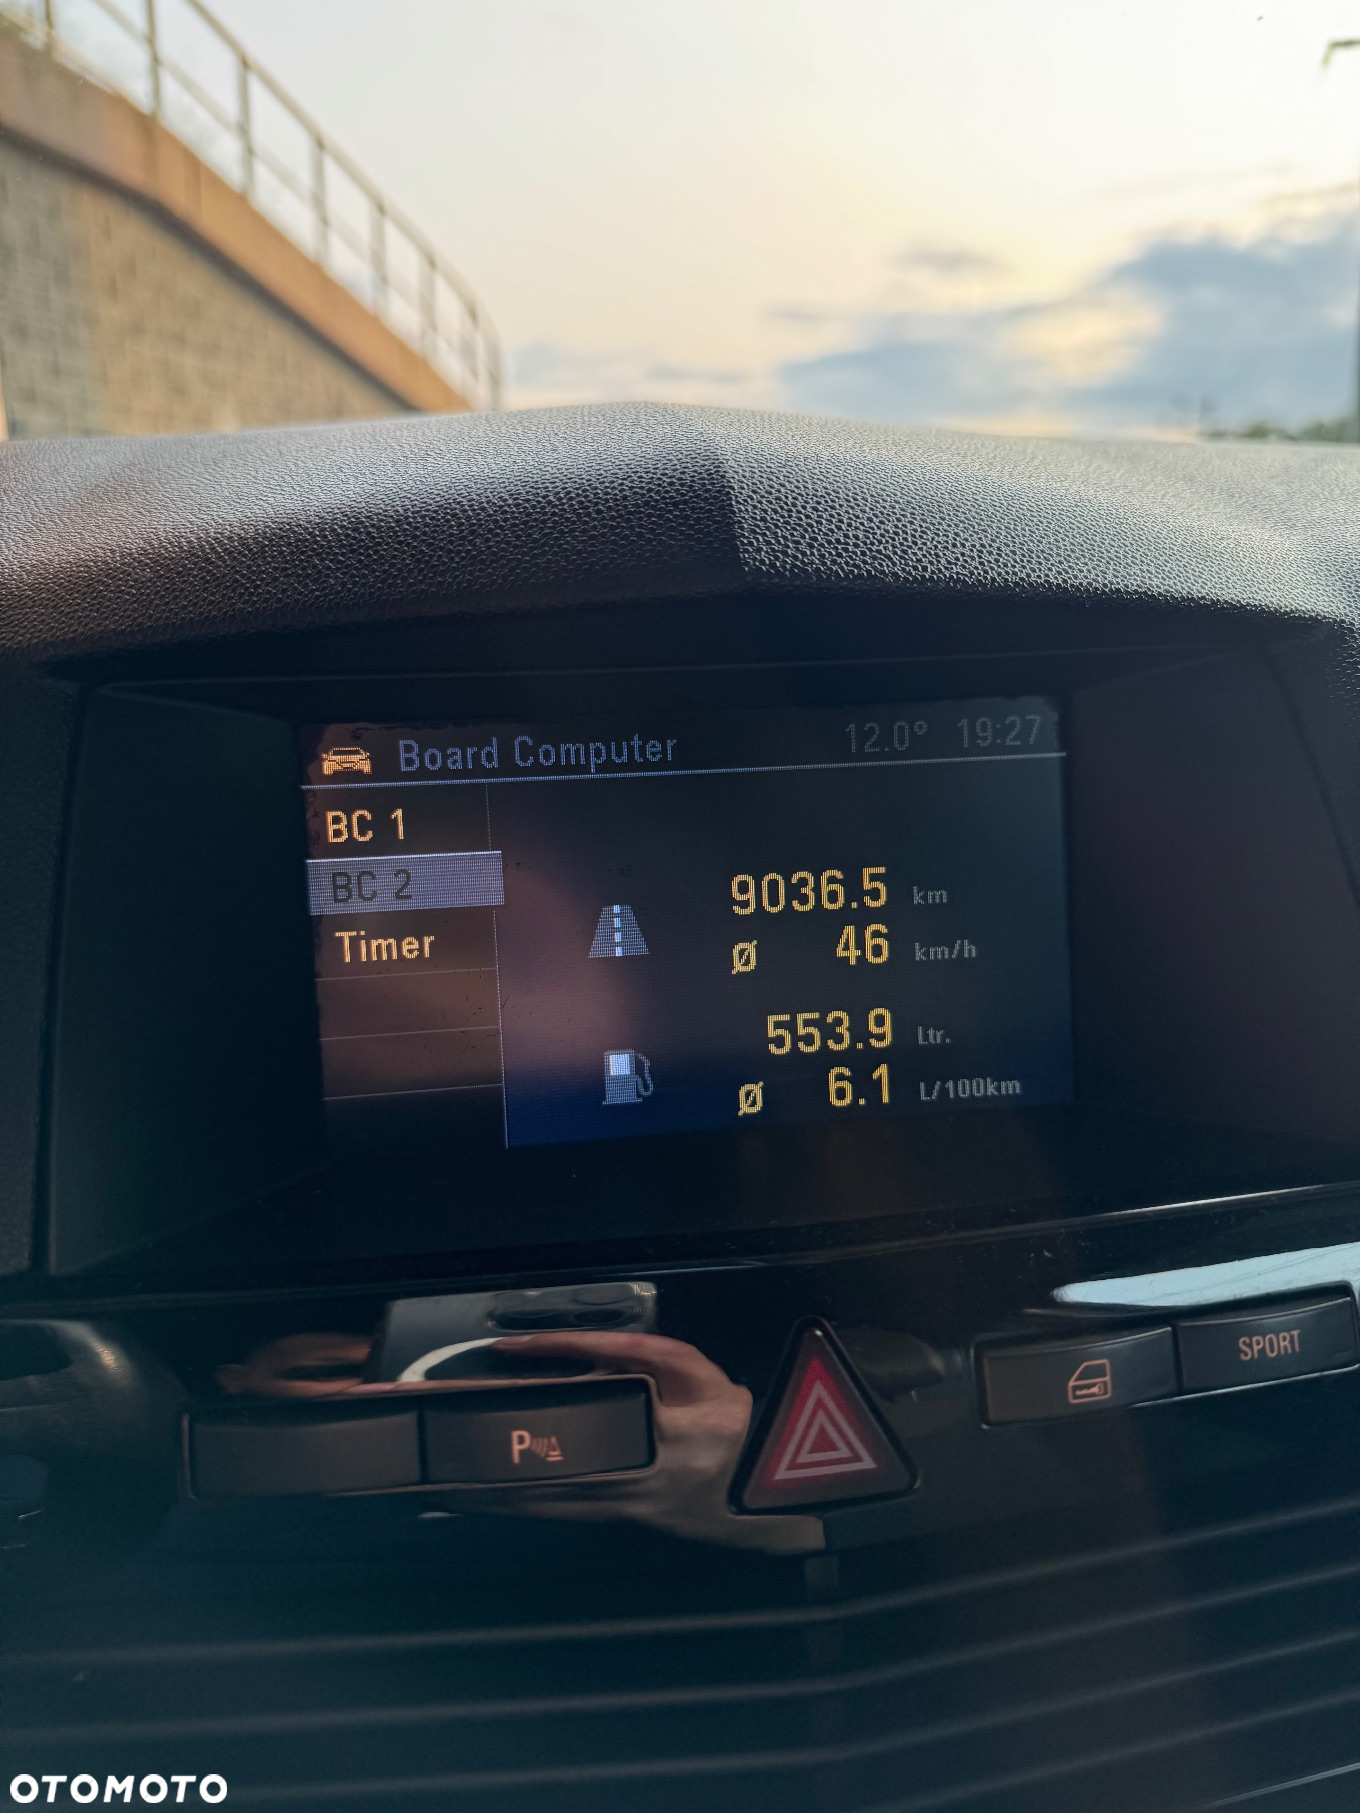 Board Computer 12.0° 19:27
BC 1
BC 2
Timer
9036.5 km
Ø 46 km/h
553.9 Ltr.
Ø 6.1 L/100km
SPORT
P
OTOMOTO